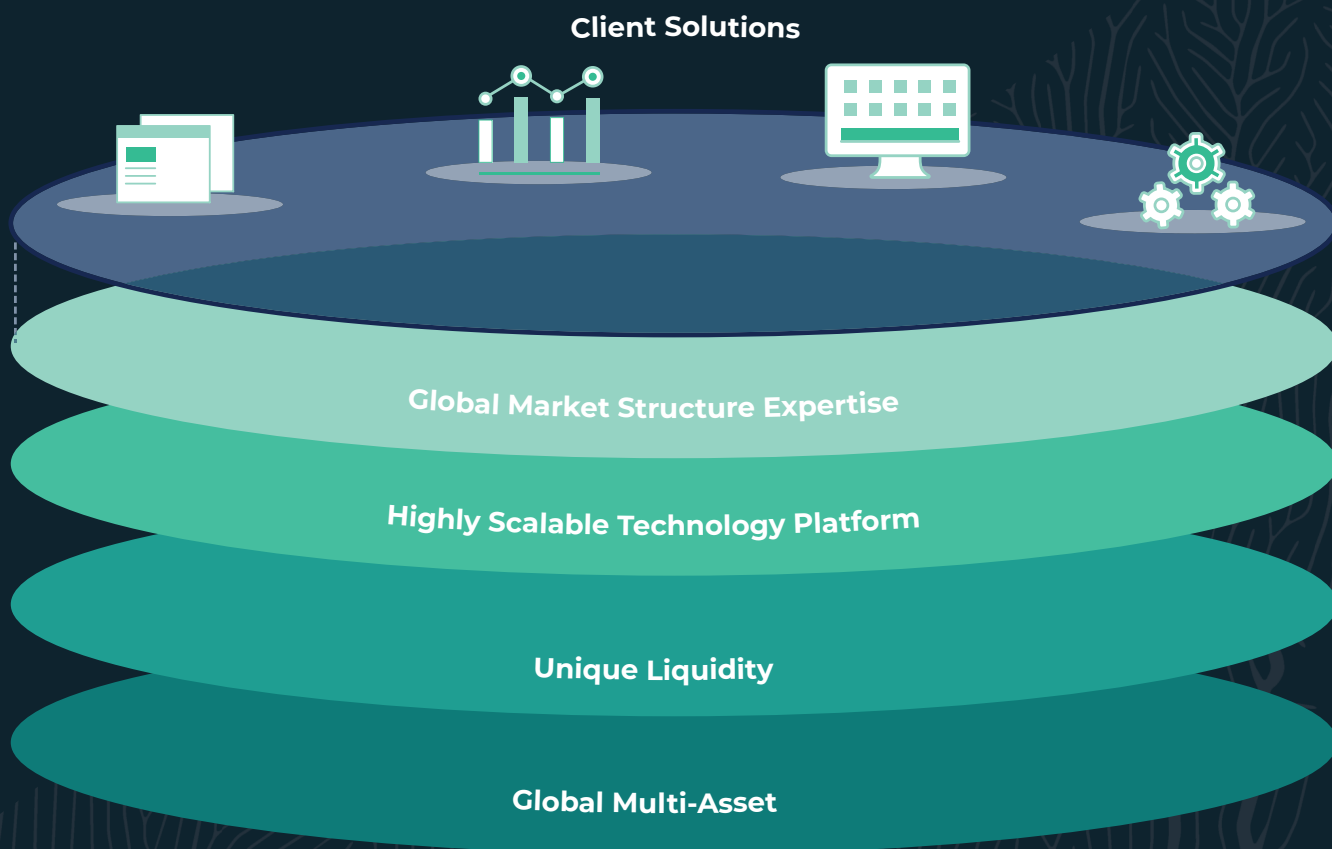 Client Solutions
Global Market Structure Expertise
Highly Scalable Technology Platform
Unique Liquidity
Global Multi-Asset